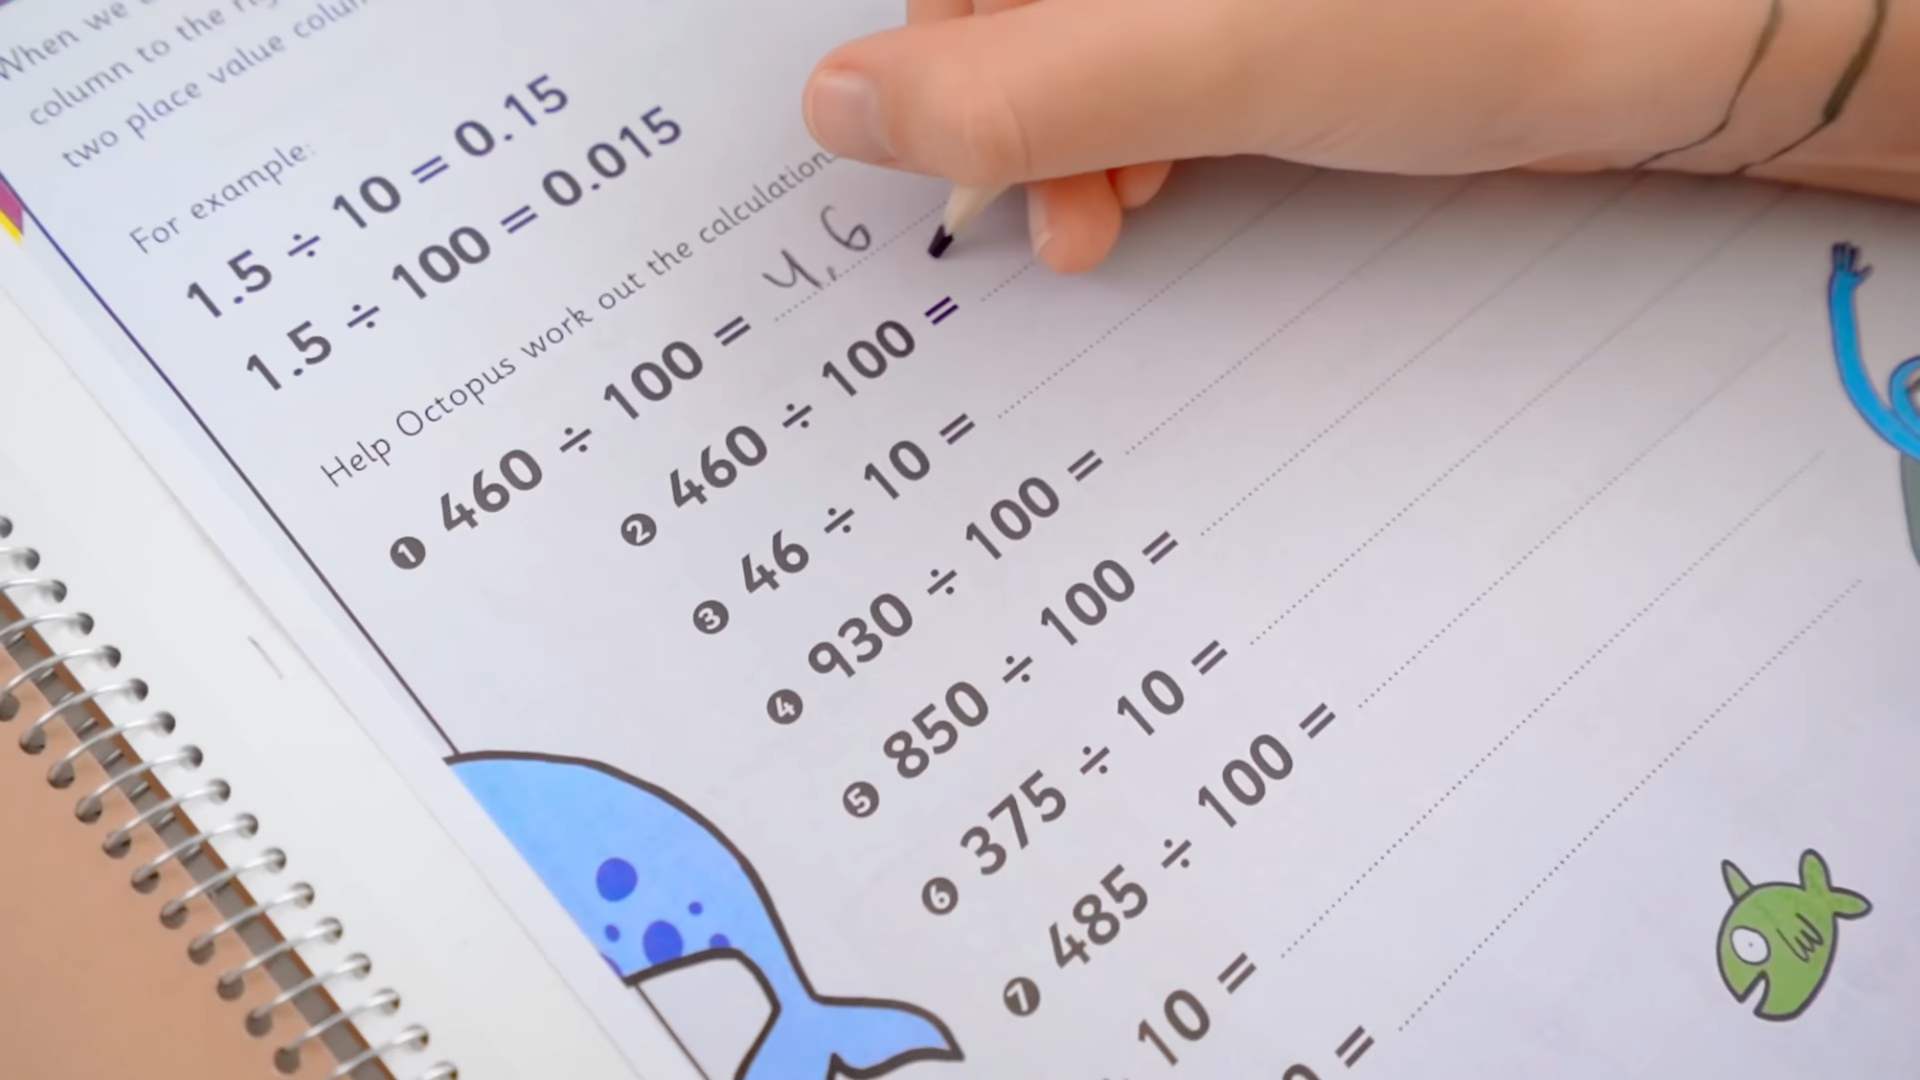 When we
column to the
two place value
For example:
1.5 ÷ 10 = 0.15
1.5 ÷ 100 = 0.015
Help Octopus work out the calculation
1 460 ÷ 100 = 4,6
2 460 ÷ 100 =
3 46 ÷ 10 =
4 930 ÷ 100 =
5 850 ÷ 100 =
6 375 ÷ 10 =
7 485 ÷ 100 =
10 =
0 =